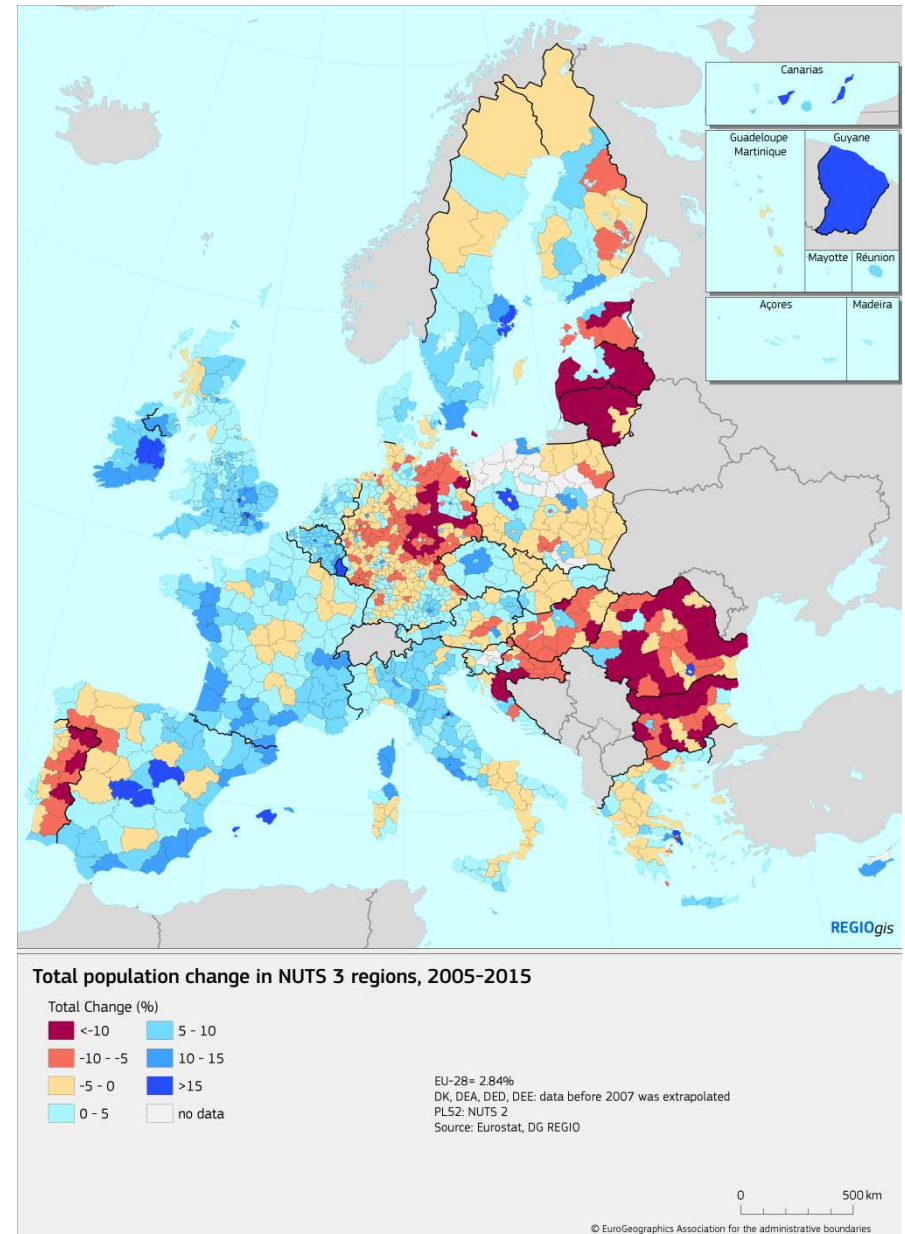 Canarias
Guadeloupe
Martinique
Guyane
Mayotte
Réunion
Açores
Madeira
REGIOgis
Total population change in NUTS 3 regions, 2005-2015
Total Change (%)
<-10
-10 - -5
-5 - 0
0 - 5
5 - 10
10 - 15
>15
no data
EU-28= 2.84%
DK, DEA, DED, DEE: data before 2007 was extrapolated
PL52: NUTS 2
Source: Eurostat, DG REGIO
0 500 km
© EuroGeographics Association for the administrative boundaries